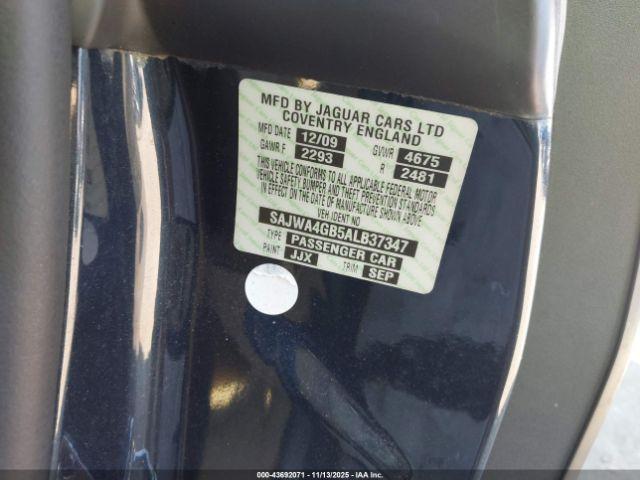 MFD BY JAGUAR CARS LTD
COVENTRY ENGLAND
MFD DATE 12/09 GVWR 4675
GAWR.F 2293 R 2481
THIS VEHICLE CONFORMS TO ALL APPLICABLE FEDERAL MOTOR
VEHICLE SAFETY, BUMPER AND THEFT PREVENTION STANDARDS
IN EFFECT ON THE DATE OF MANUFACTURE SHOWN ABOVE
VEH IDENT NO
SAJWA4GB5ALB37347
TYPE PASSENGER CAR
PAINT JJX TRIM SEP
000-43692071 - 11/13/2025 - IAAI.com